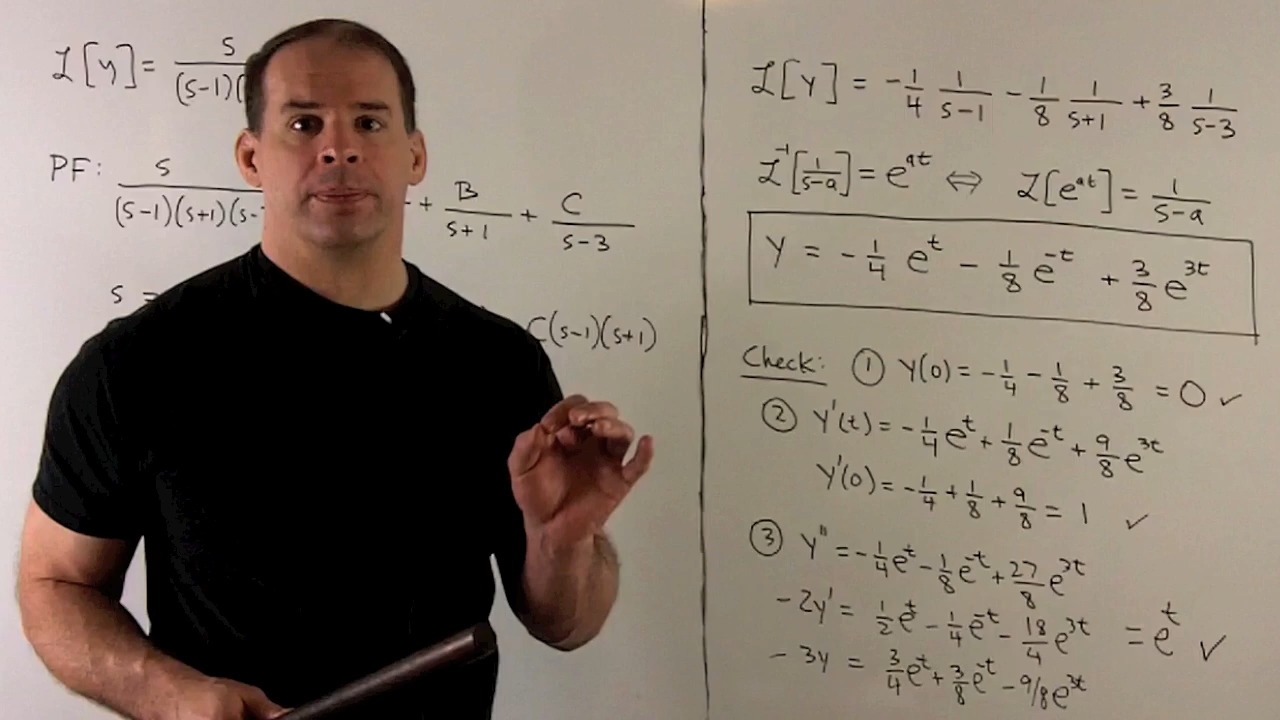 ℒ[y] = s / (s-1)(
PF: s / (s-1)(s+1)(s- + B/(s+1) + C/(s-3)
s = C(s-1)(s+1)
ℒ[y] = -1/4 1/(s-1) - 1/8 1/(s+1) + 3/8 1/(s-3)
ℒ⁻¹[1/(s-a)] = e^{at} ⇔ ℒ[e^{at}] = 1/(s-a)
y = -1/4 e^t - 1/8 e^{-t} + 3/8 e^{3t}
Check: ① y(0) = -1/4 - 1/8 + 3/8 = 0 ✓
② y'(t) = -1/4 e^t + 1/8 e^{-t} + 9/8 e^{3t}
y'(0) = -1/4 + 1/8 + 9/8 = 1 ✓
③ y'' = -1/4 e^t - 1/8 e^{-t} + 27/8 e^{3t}
-2y' = 1/2 e^t - 1/4 e^{-t} - 18/4 e^{3t} = e^t ✓
-3y = 3/4 e^t + 3/8 e^{-t} - 9/8 e^{3t}